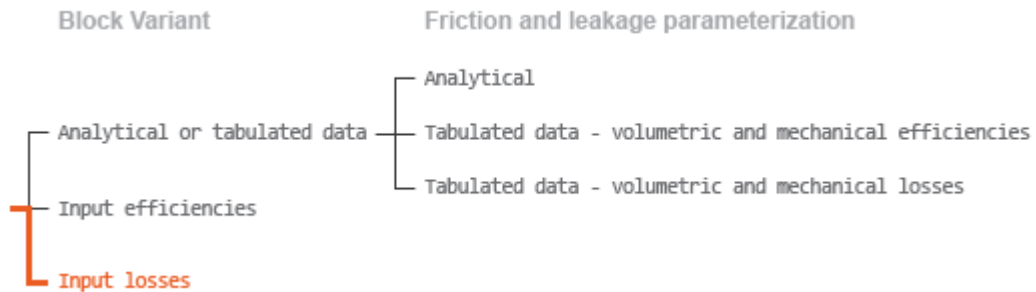 Block Variant Friction and leakage parameterization
Analytical
Analytical or tabulated data Tabulated data - volumetric and mechanical efficiencies
Tabulated data - volumetric and mechanical losses
Input efficiencies
Input losses